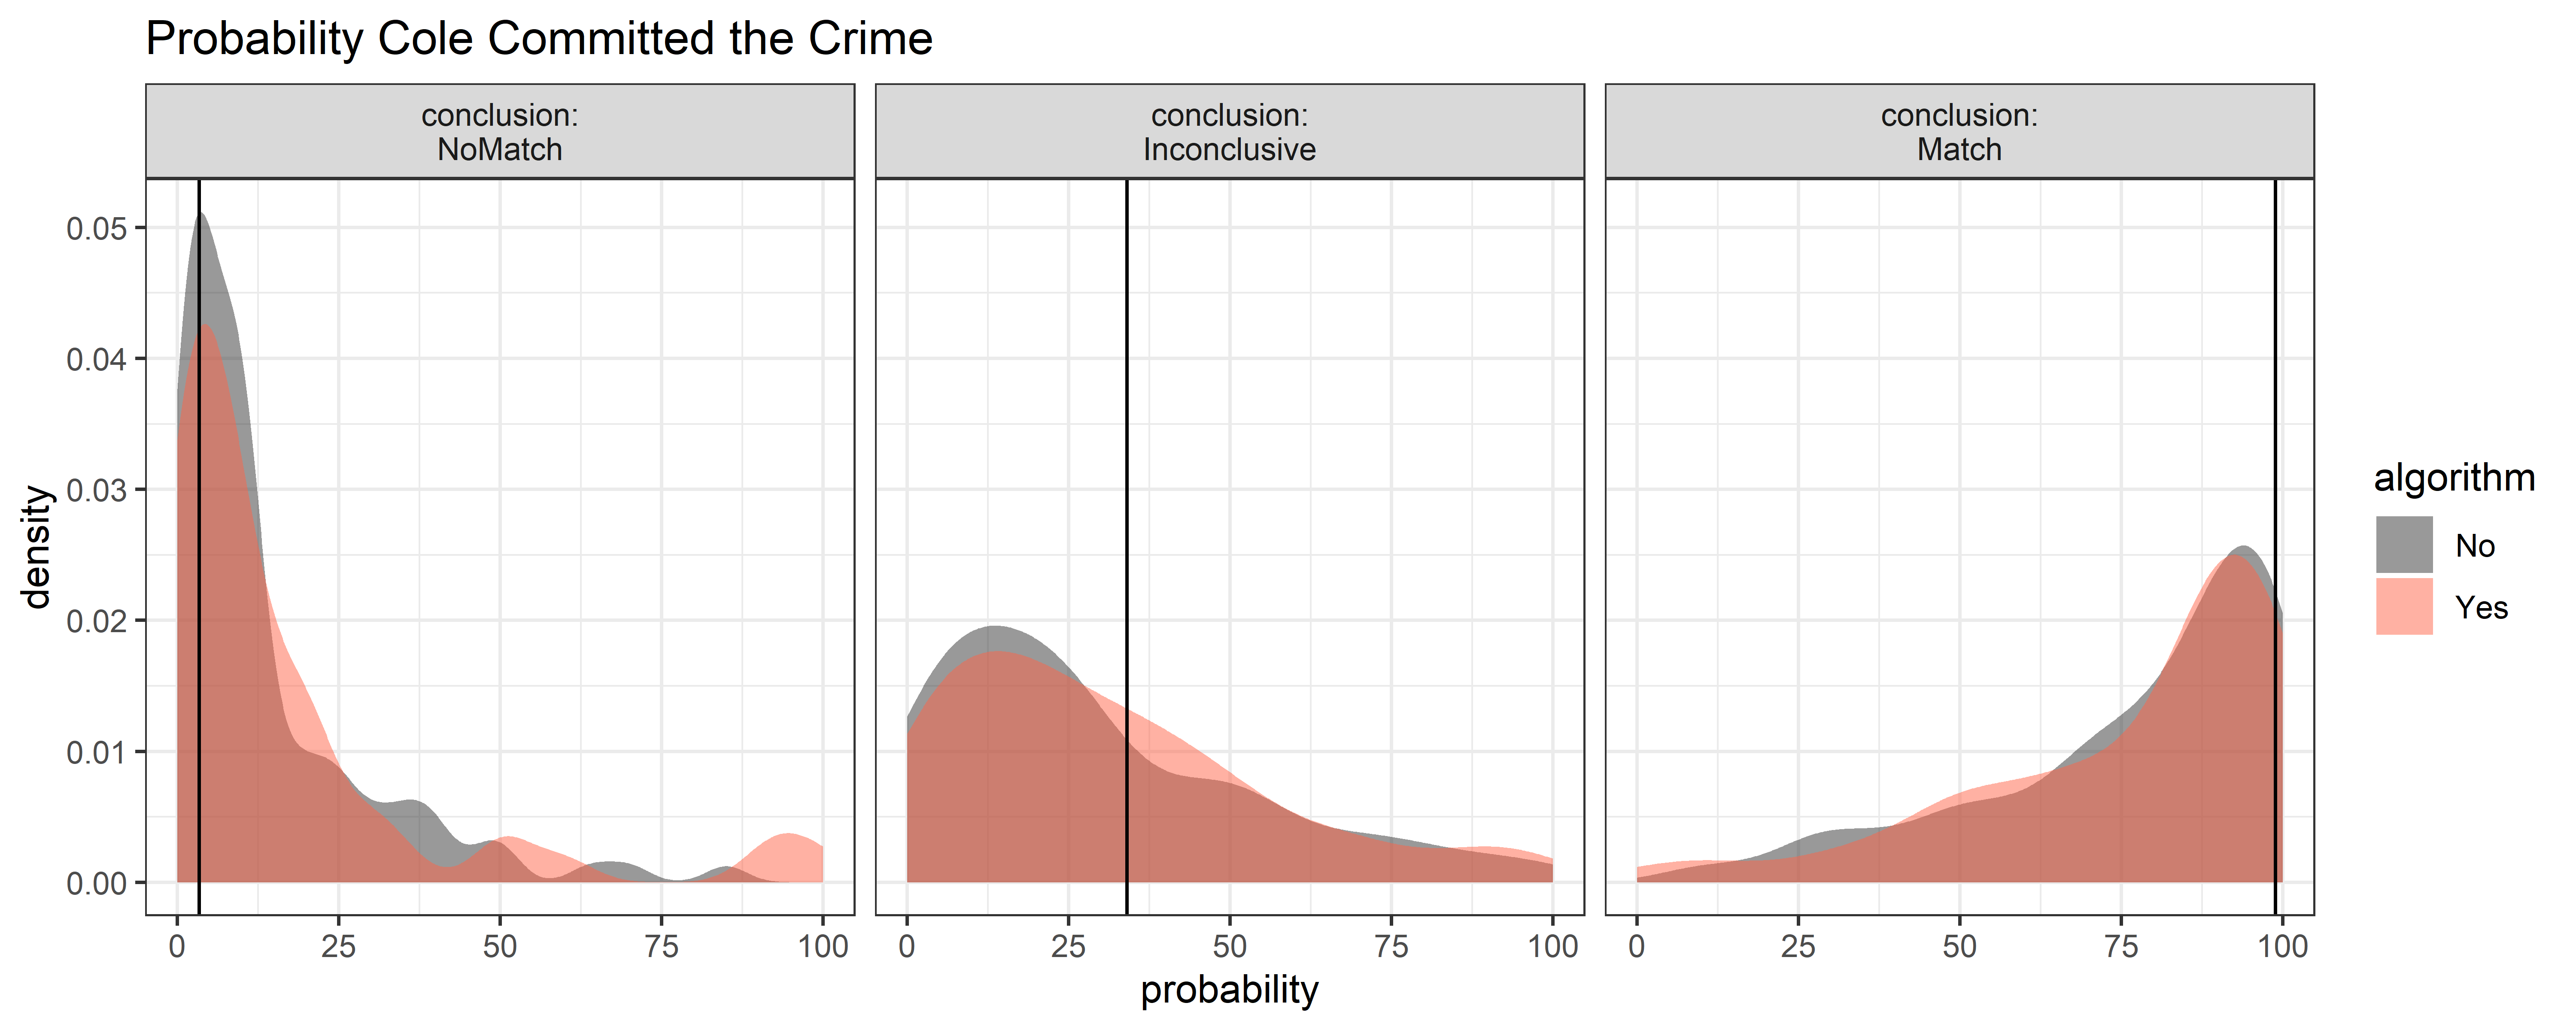 Probability Cole Committed the Crime
conclusion:
NoMatch
conclusion:
Inconclusive
conclusion:
Match
density
0.05
0.04
0.03
0.02
0.01
0.00
0 25 50 75 100
0 25 50 75 100
0 25 50 75 100
probability
algorithm
No
Yes